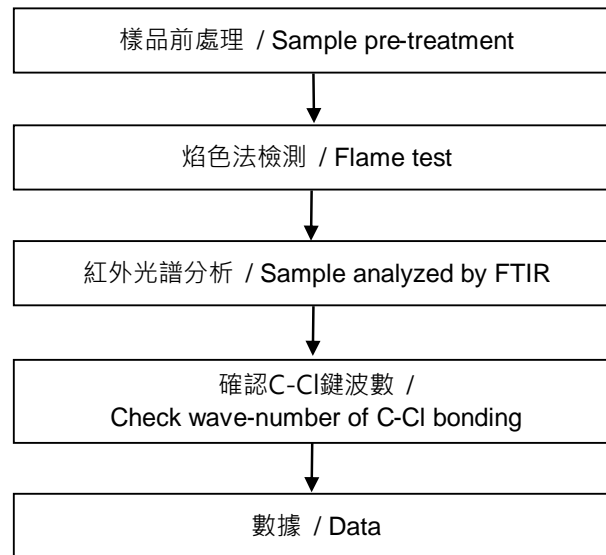 樣品前處理 / Sample pre-treatment
焰色法檢測 / Flame test
紅外光譜分析 / Sample analyzed by FTIR
確認C-Cl鍵波數 /
Check wave-number of C-Cl bonding
數據 / Data